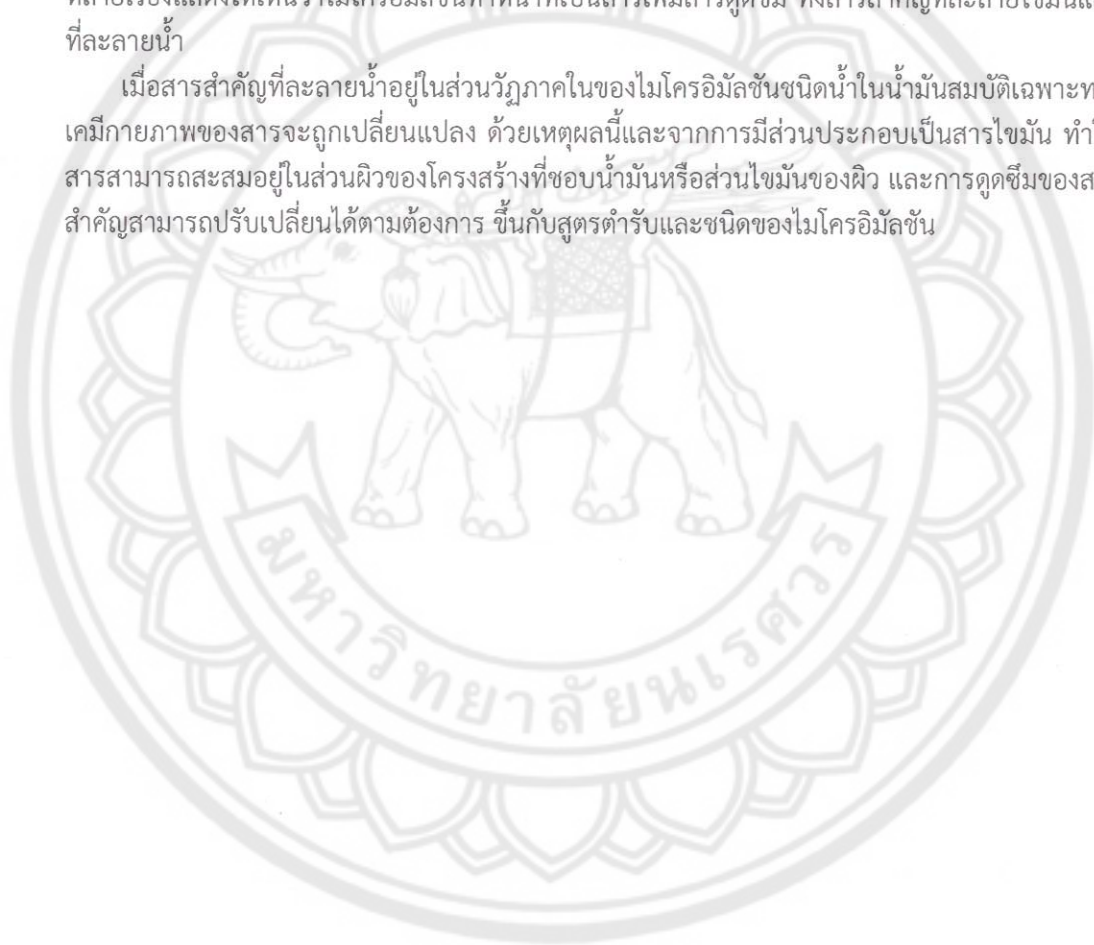 ที่ละลายน้ำ
เมื่อสารสำคัญที่ละลายน้ำอยู่ในส่วนวัฏภาคในของไมโครอิมัลชันชนิดน้ำในน้ำมันสมบัติเฉพาะท
เคมีกายภาพของสารจะถูกเปลี่ยนแปลง ด้วยเหตุผลนี้และจากการมีส่วนประกอบเป็นสารไขมัน ทำ
สารสามารถสะสมอยู่ในส่วนผิวของโครงสร้างที่ชอบน้ำมันหรือส่วนไขมันของผิว และการดูดซึมของส
สำคัญสามารถปรับเปลี่ยนได้ตามต้องการ ขึ้นกับสูตรตำรับและชนิดของไมโครอิมัลชัน
มหาวิทยาลัยนเรศวร